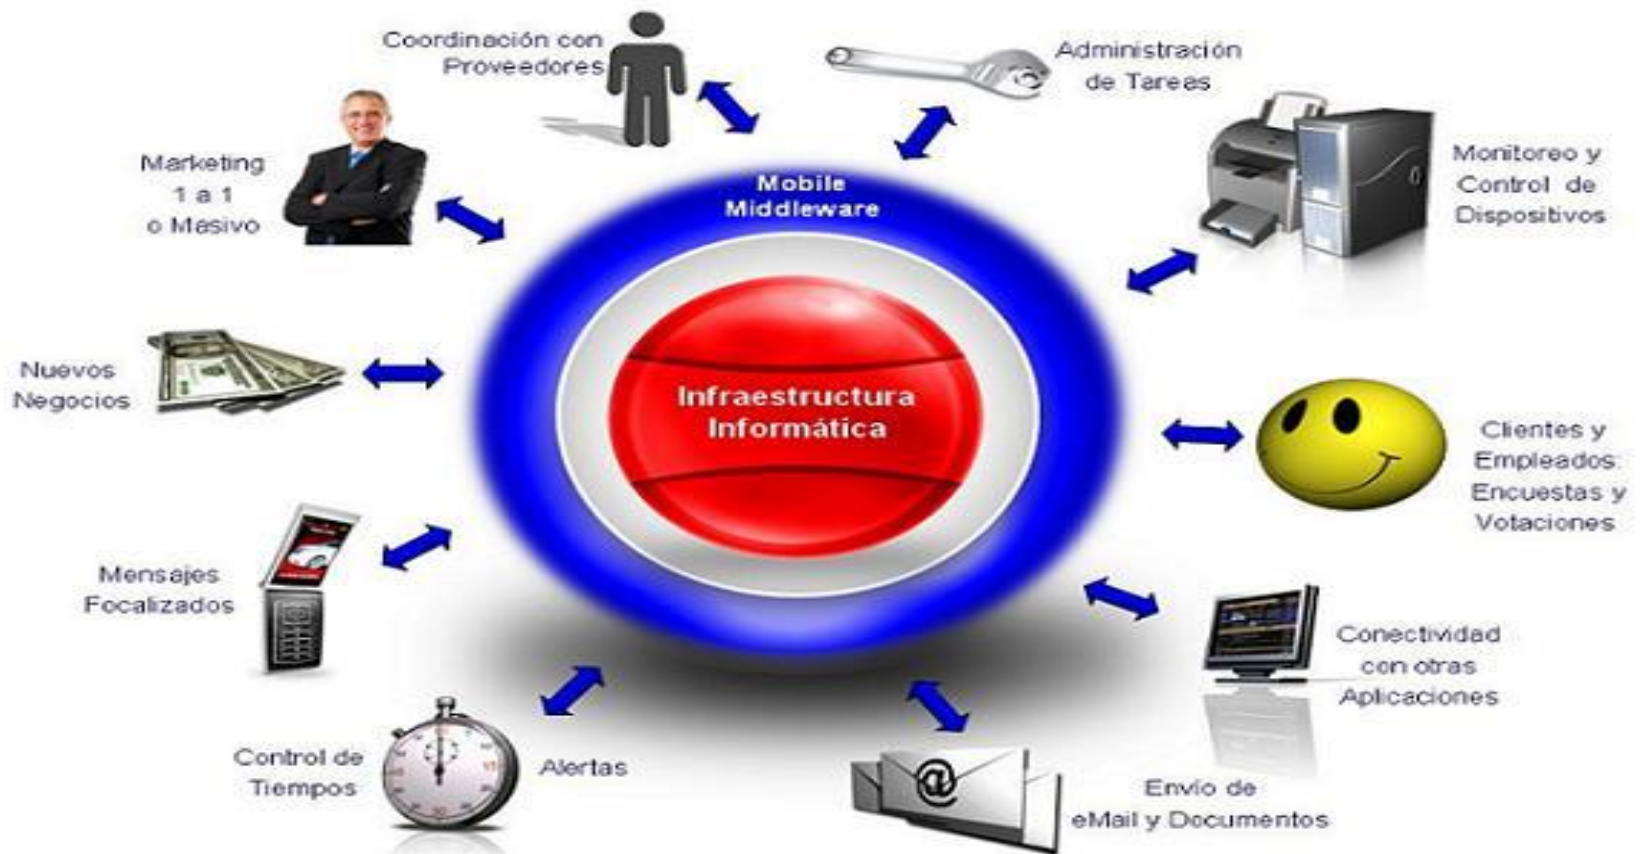 Coordinación con
Proveedores
Administración
de Tareas
Marketing
1 a 1
o Masivo
Mobile
Middleware
Monitoreo y
Control de
Dispositivos
Nuevos
Negocios
Infraestructura
Informática
Clientes y
Empleados:
Encuestas y
Votaciones
Mensajes
Focalizados
Conectividad
con otras
Aplicaciones
Control de
Tiempos
Alertas
@
Envío de
eMail y Documentos